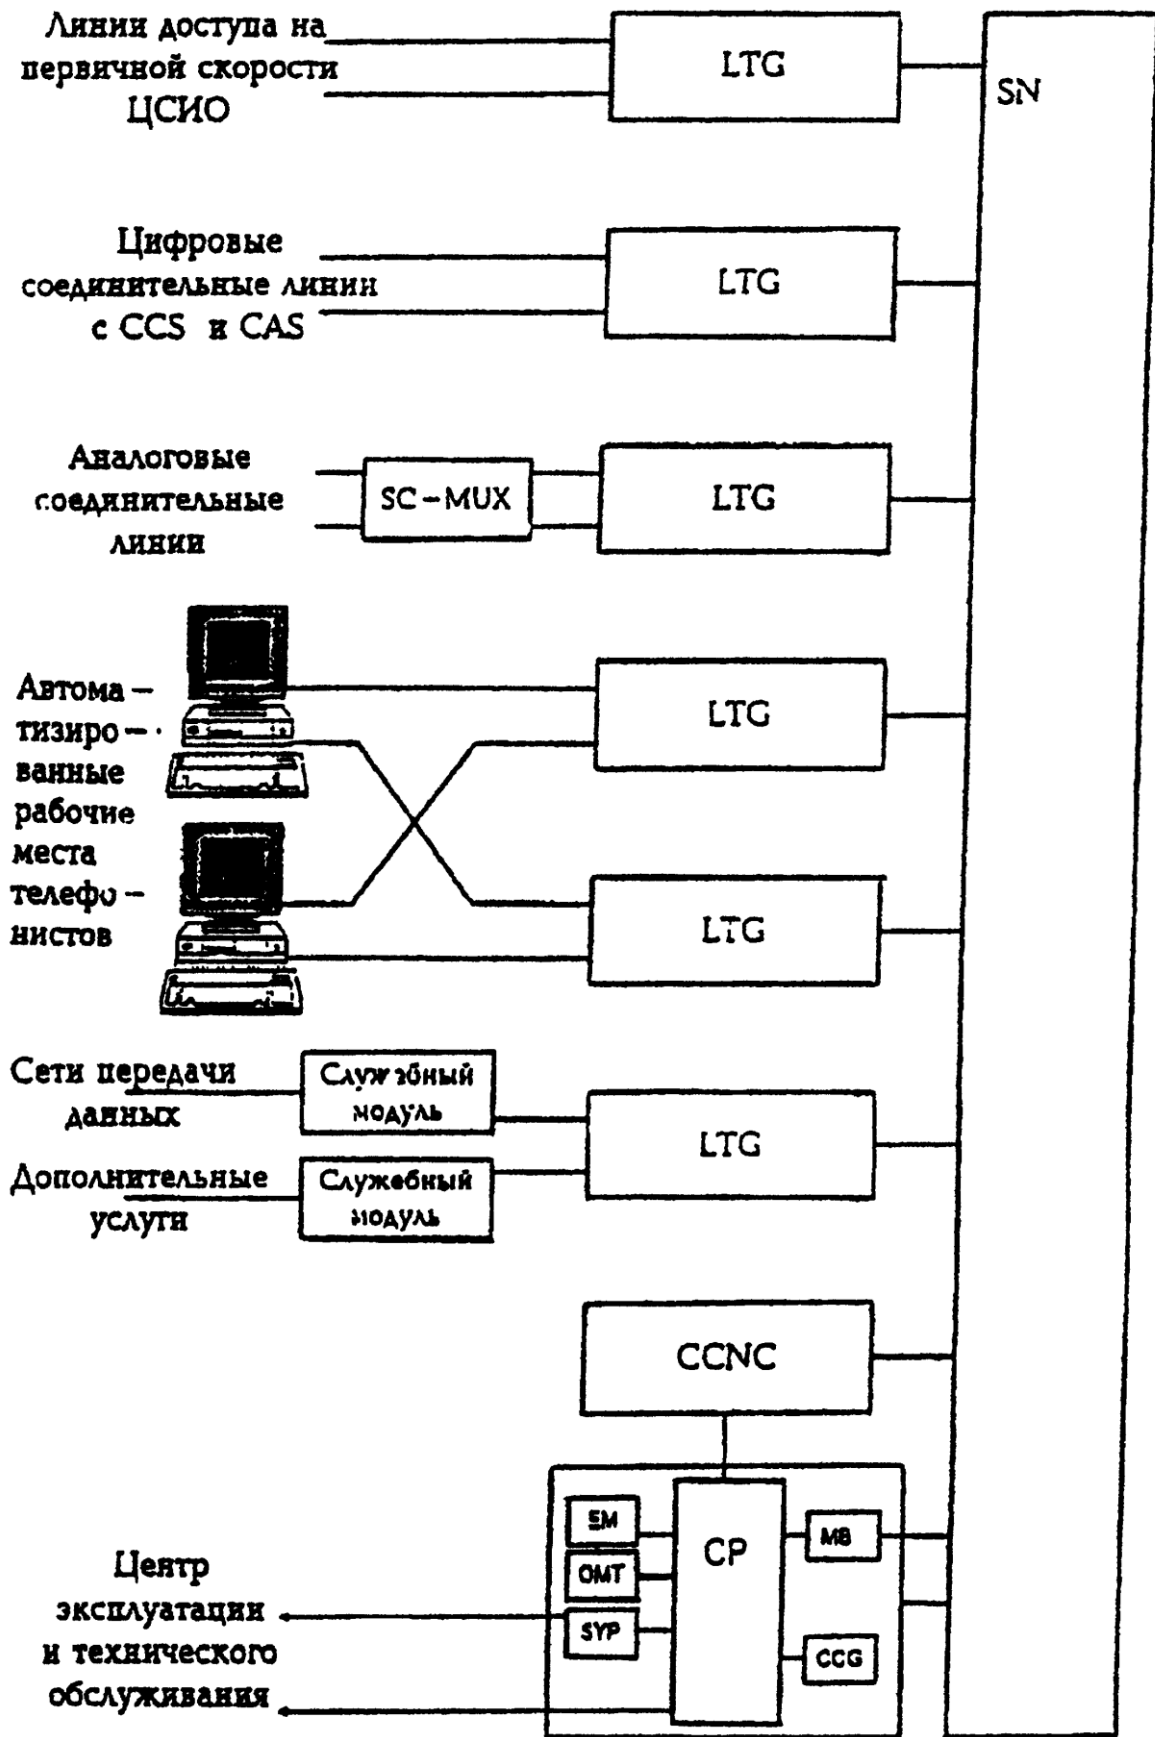 Линии доступа на
первичной скорости
ЦСИО
LTG
SN
Цифровые
соединительные линии
с CCS и CAS
LTG
Аналоговые
соединительные
линии
SC-MUX
LTG
Автома-
тизиро-
ванные
рабочие
места
телефо-
нистов
LTG
LTG
Сети передачи
данных
Служебный
модуль
Дополнительные
услуги
Служебный
модуль
LTG
CCNC
EM
OMT
SYP
CP
MB
CCG
Центр
эксплуатации
и технического
обслуживания